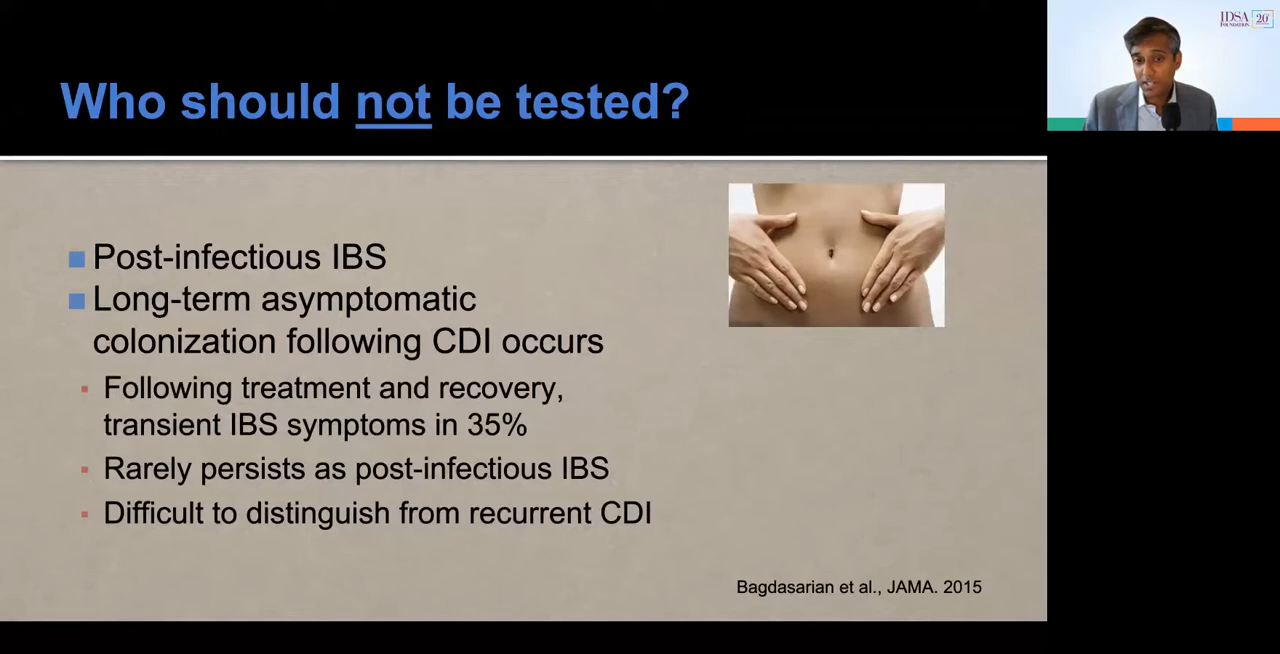 IDSA
FOUNDATION
20
Who should not be tested?
Post-infectious IBS
Long-term asymptomatic
colonization following CDI occurs
Following treatment and recovery,
transient IBS symptoms in 35%
Rarely persists as post-infectious IBS
Difficult to distinguish from recurrent CDI
Bagdasarian et al., JAMA. 2015